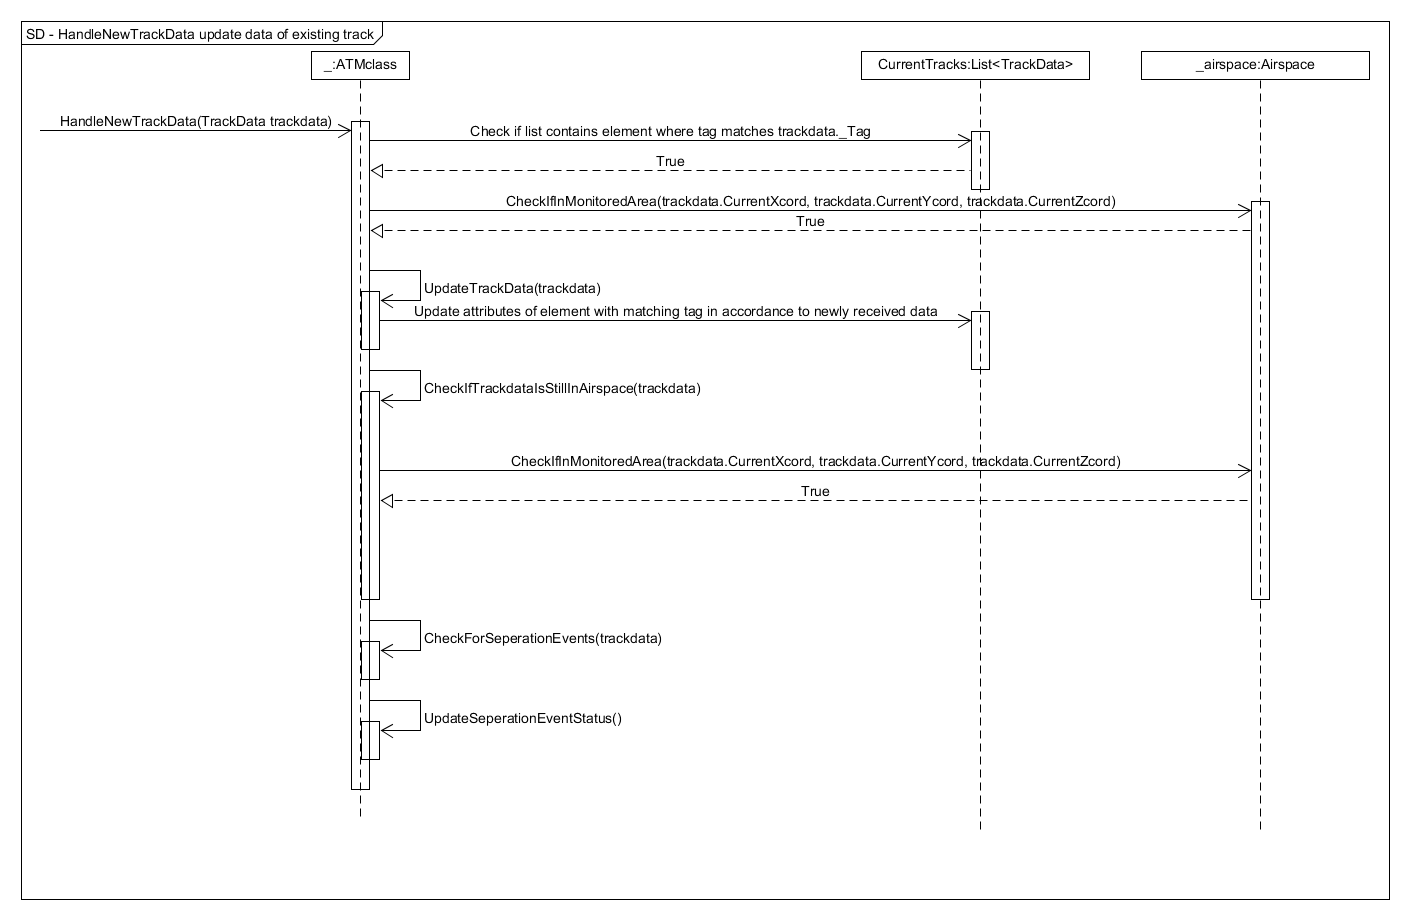 SD - HandleNewTrackData update data of existing track
_:ATMclass
CurrentTracks:List<TrackData>
_airspace:Airspace
HandleNewTrackData(TrackData trackdata)
Check if list contains element where tag matches trackdata._Tag
True
CheckIfInMonitoredArea(trackdata.CurrentXcord, trackdata.CurrentYcord, trackdata.CurrentZcord)
True
UpdateTrackData(trackdata)
Update attributes of element with matching tag in accordance to newly received data
CheckIfTrackdataIsStillInAirspace(trackdata)
CheckIfInMonitoredArea(trackdata.CurrentXcord, trackdata.CurrentYcord, trackdata.CurrentZcord)
True
CheckForSeperationEvents(trackdata)
UpdateSeperationEventStatus()